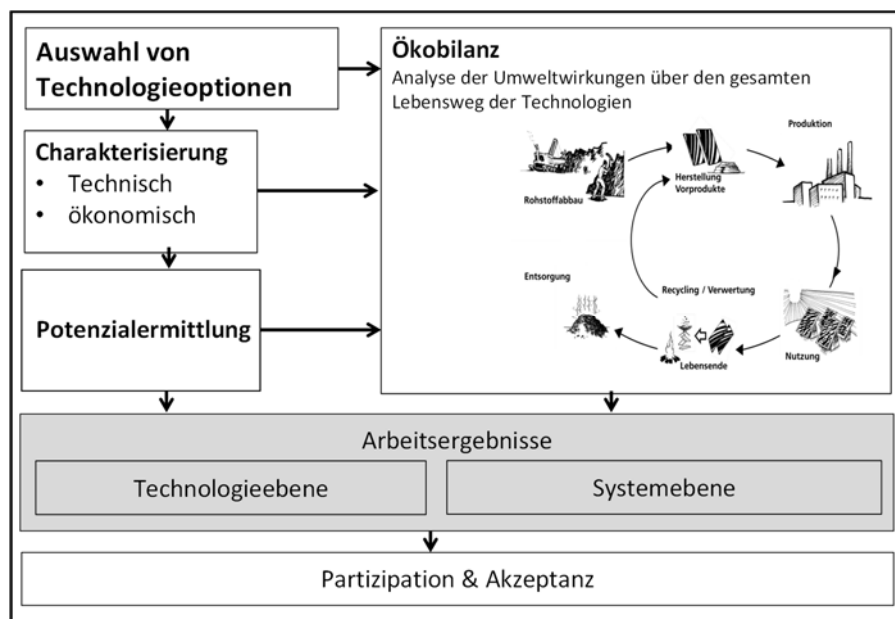 Auswahl von
Technologieoptionen
Charakterisierung
• Technisch
• ökonomisch
Potenzialermittlung
Ökobilanz
Analyse der Umweltwirkungen über den gesamten
Lebensweg der Technologien
Produktion
Rohstoffabbau
Herstellung
Vorprodukte
Entsorgung
Recycling / Verwertung
Lebensende
Nutzung
Arbeitsergebnisse
Technologieebene
Systemebene
Partizipation & Akzeptanz